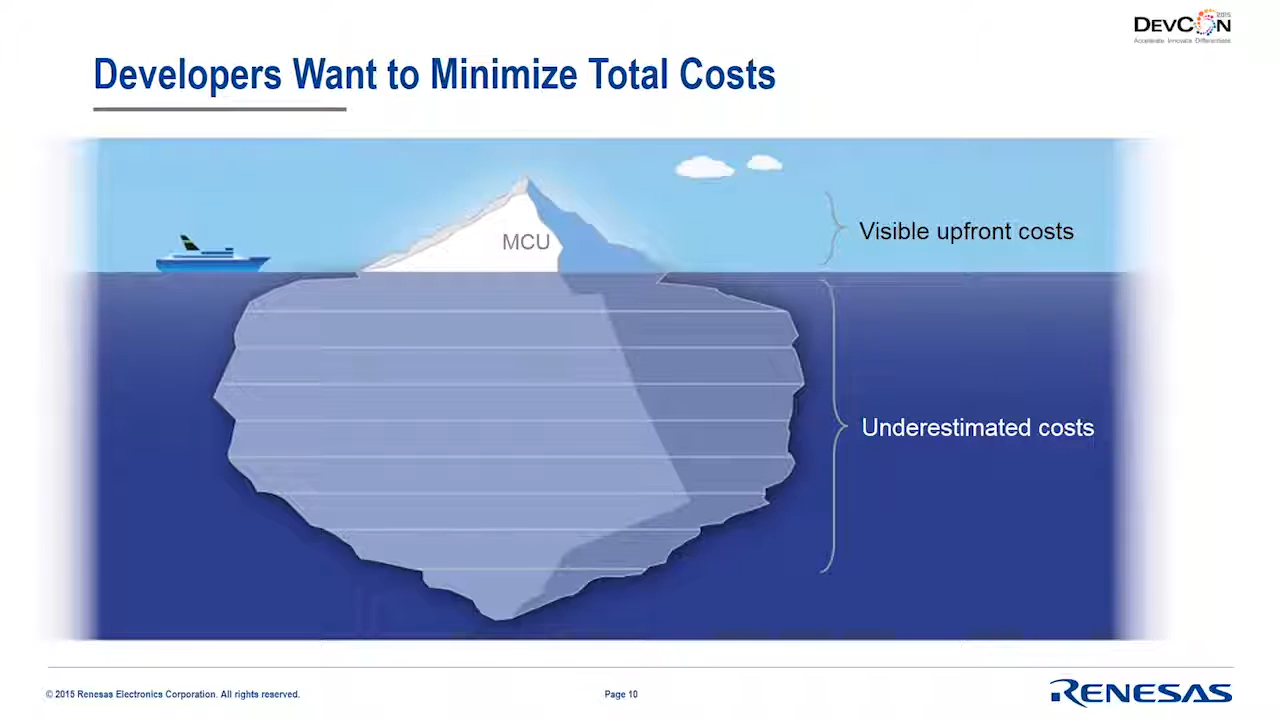 DEVCON 2015
Accelerate. Innovate. Differentiate.
Developers Want to Minimize Total Costs
MCU
Visible upfront costs
Underestimated costs
© 2015 Renesas Electronics Corporation. All rights reserved.
Page 10
RENESAS